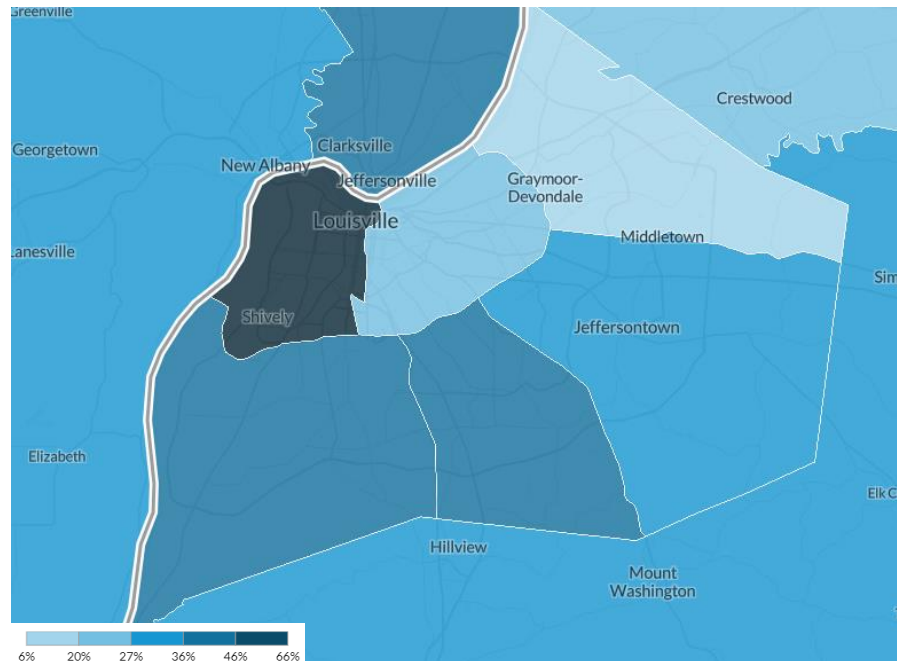 Greenville
Crestwood
Clarksville
Georgetown
New Albany
Jeffersonville
Graymoor-
Devondale
Louisville
Middletown
Lanesville
Sim
Shively
Jeffersontown
Elizabeth
Elk C
Hillview
Mount
Washington
6% 20% 27% 36% 46% 66%